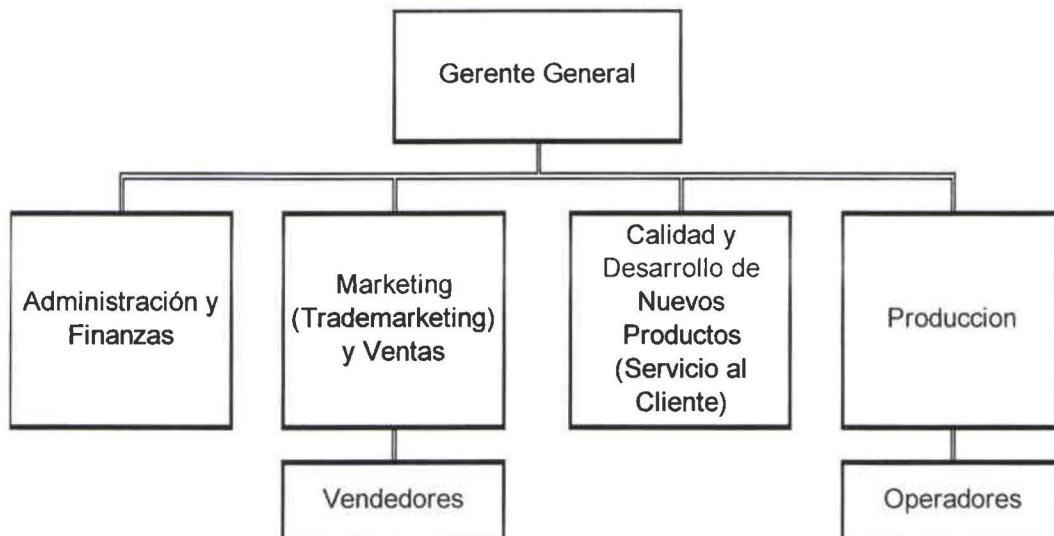 Gerente General
Administración y
Finanzas
Marketing
(Trademarketing)
y Ventas
Calidad y
Desarrollo de
Nuevos
Productos
(Servicio al
Cliente)
Produccion
Vendedores
Operadores